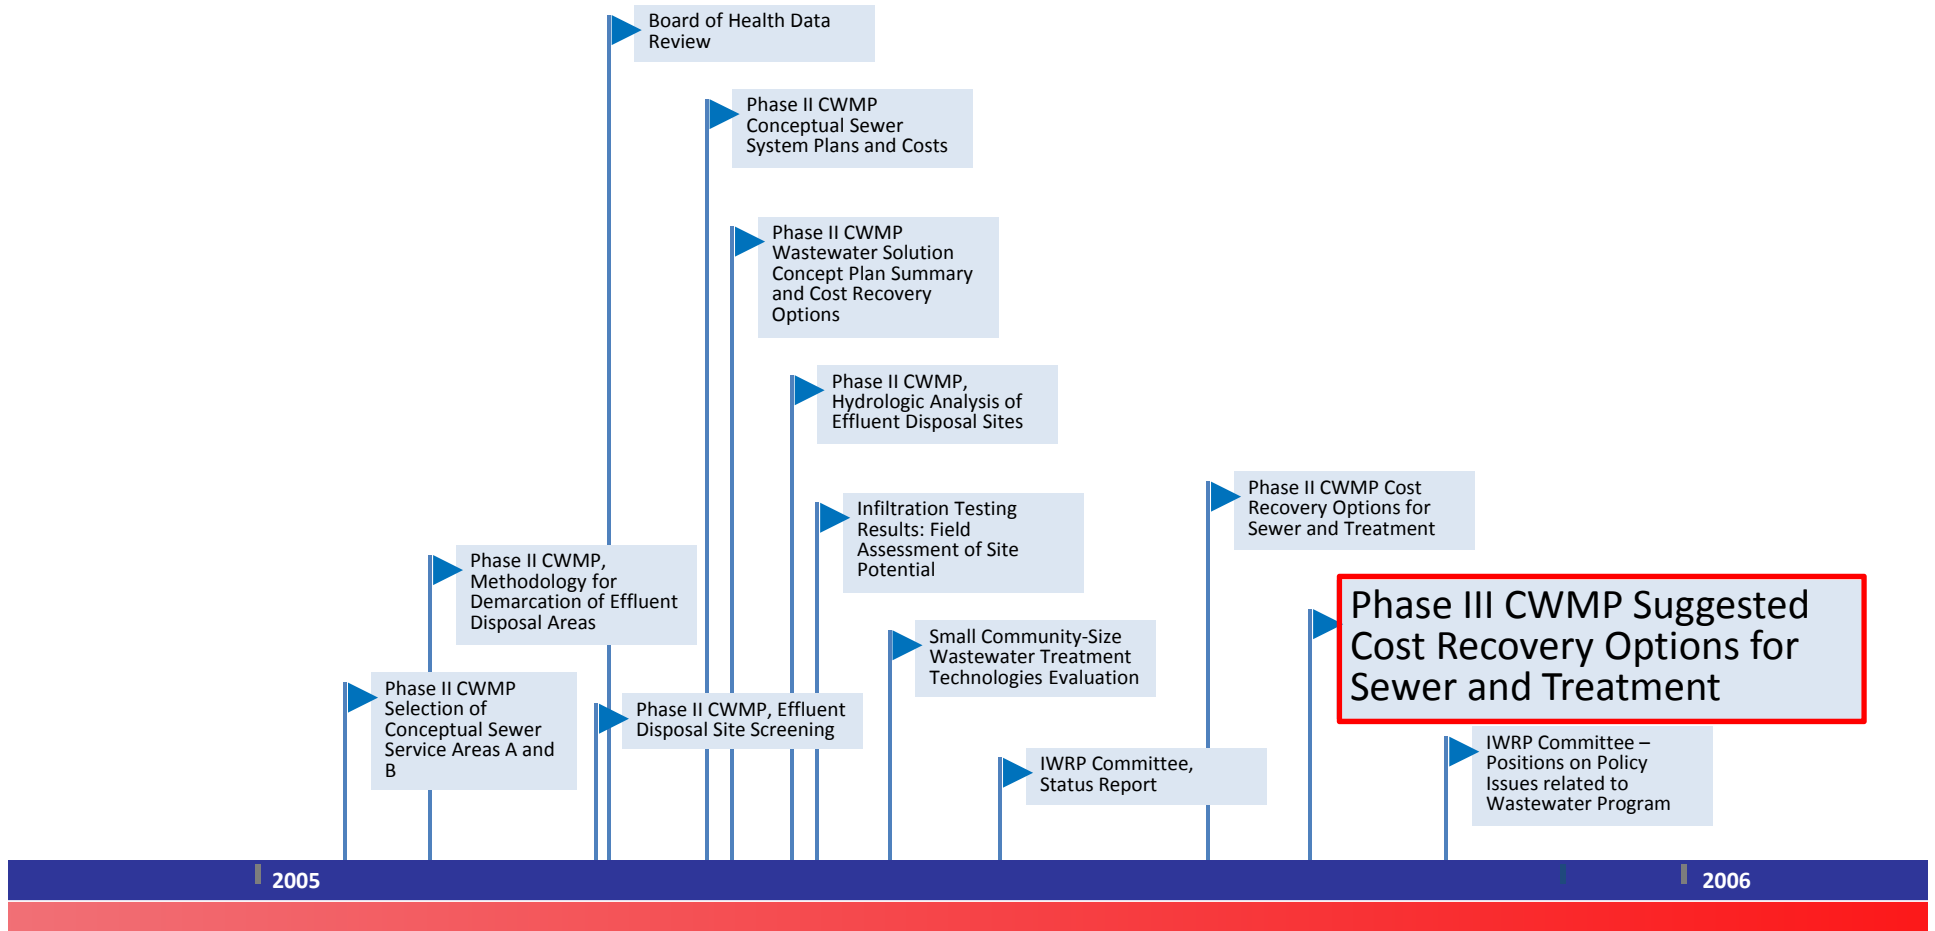 Board of Health Data
Review
Phase II CWMP
Conceptual Sewer
System Plans and Costs
Phase II CWMP
Wastewater Solution
Concept Plan Summary
and Cost Recovery
Options
Phase II CWMP,
Hydrologic Analysis of
Effluent Disposal Sites
Phase II CWMP Cost
Recovery Options for
Sewer and Treatment
Infiltration Testing
Results: Field
Assessment of Site
Potential
Phase II CWMP,
Methodology for
Demarcation of Effluent
Disposal Areas
Phase III CWMP Suggested
Cost Recovery Options for
Sewer and Treatment
Small Community-Size
Wastewater Treatment
Technologies Evaluation
Phase II CWMP
Selection of
Conceptual Sewer
Service Areas A and
B
Phase II CWMP, Effluent
Disposal Site Screening
IWRP Committee –
Positions on Policy
Issues related to
Wastewater Program
IWRP Committee,
Status Report
2005
2006